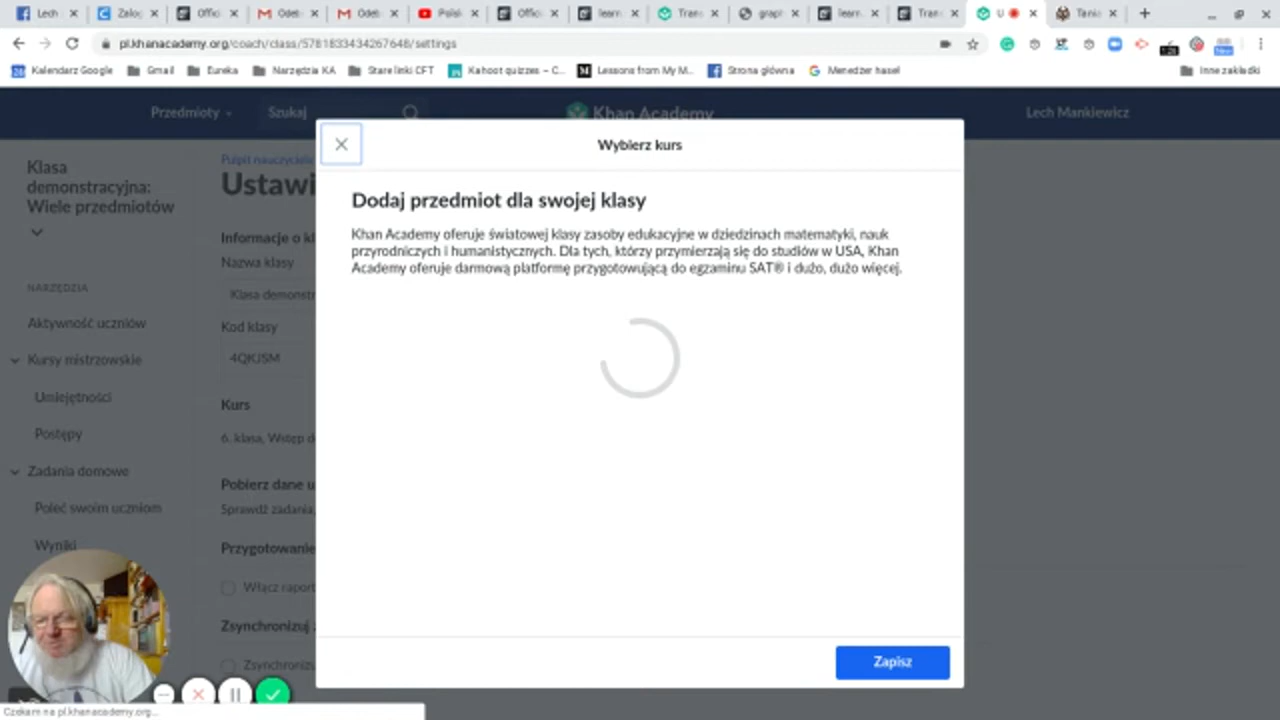 Lech
Zalog
Offic
Odeb
Odeb
Polsk
Offic
learn.
Trans
grap
learn.
Trans
U
Tania
pl.khanacademy.org/coach/class/5781833434267648/settings
Kalendarz Google
Gmail
Eureka
Narzędzia KA
Stare linki CFT
Kahoot quizzes – C...
Lessons from My M...
Strona główna
Menedżer haseł
Inne zakładki
Przedmioty
Szukaj
Khan Academy
Lech Mankiewicz
Klasa
demonstracyjna:
Wiele przedmiotów
NARZĘDZIA
Aktywność uczniów
Kursy mistrzowskie
Umiejętności
Postępy
Zadania domowe
Poleć swoim uczniom
Wyniki
Pulpit nauczyciela
Ustawi
Informacje o kl
Nazwa klasy
Klasa demonstr
Kod klasy
4QKJSM
Kurs
6. klasa, Wstęp d
Pobierz dane u
Sprawdź zadania,
Przygotowanie
Włącz raport
Zsynchronizuj z
Zsynchronizu
Wybierz kurs
Dodaj przedmiot dla swojej klasy
Khan Academy oferuje światowej klasy zasoby edukacyjne w dziedzinach matematyki, nauk
przyrodniczych i humanistycznych. Dla tych, którzy przymierzają się do studiów w USA, Khan
Academy oferuje darmową platformę przygotowującą do egzaminu SAT® i dużo, dużo więcej.
Zapisz
Czekam na pl.khanacademy.org...